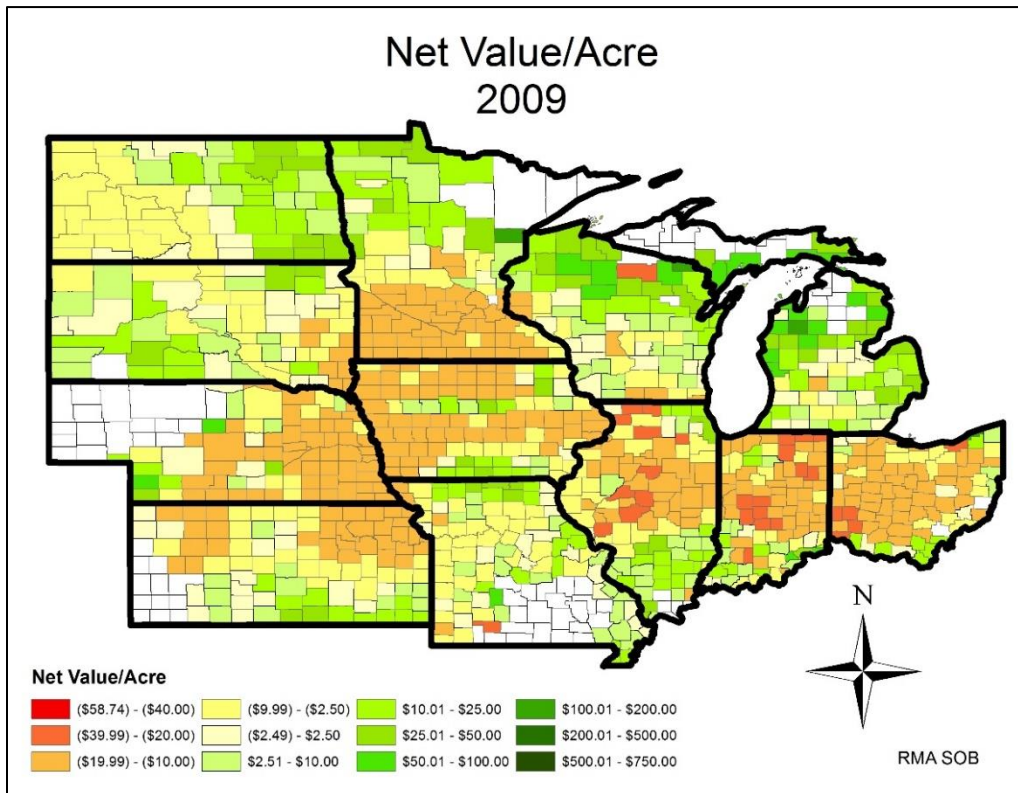 Net Value/Acre
2009
N
Net Value/Acre
($58.74) - ($40.00) ($9.99) - ($2.50) $10.01 - $25.00 $100.01 - $200.00
($39.99) - ($20.00) ($2.49) - $2.50 $25.01 - $50.00 $200.01 - $500.00
($19.99) - ($10.00) $2.51 - $10.00 $50.01 - $100.00 $500.01 - $750.00
RMA SOB